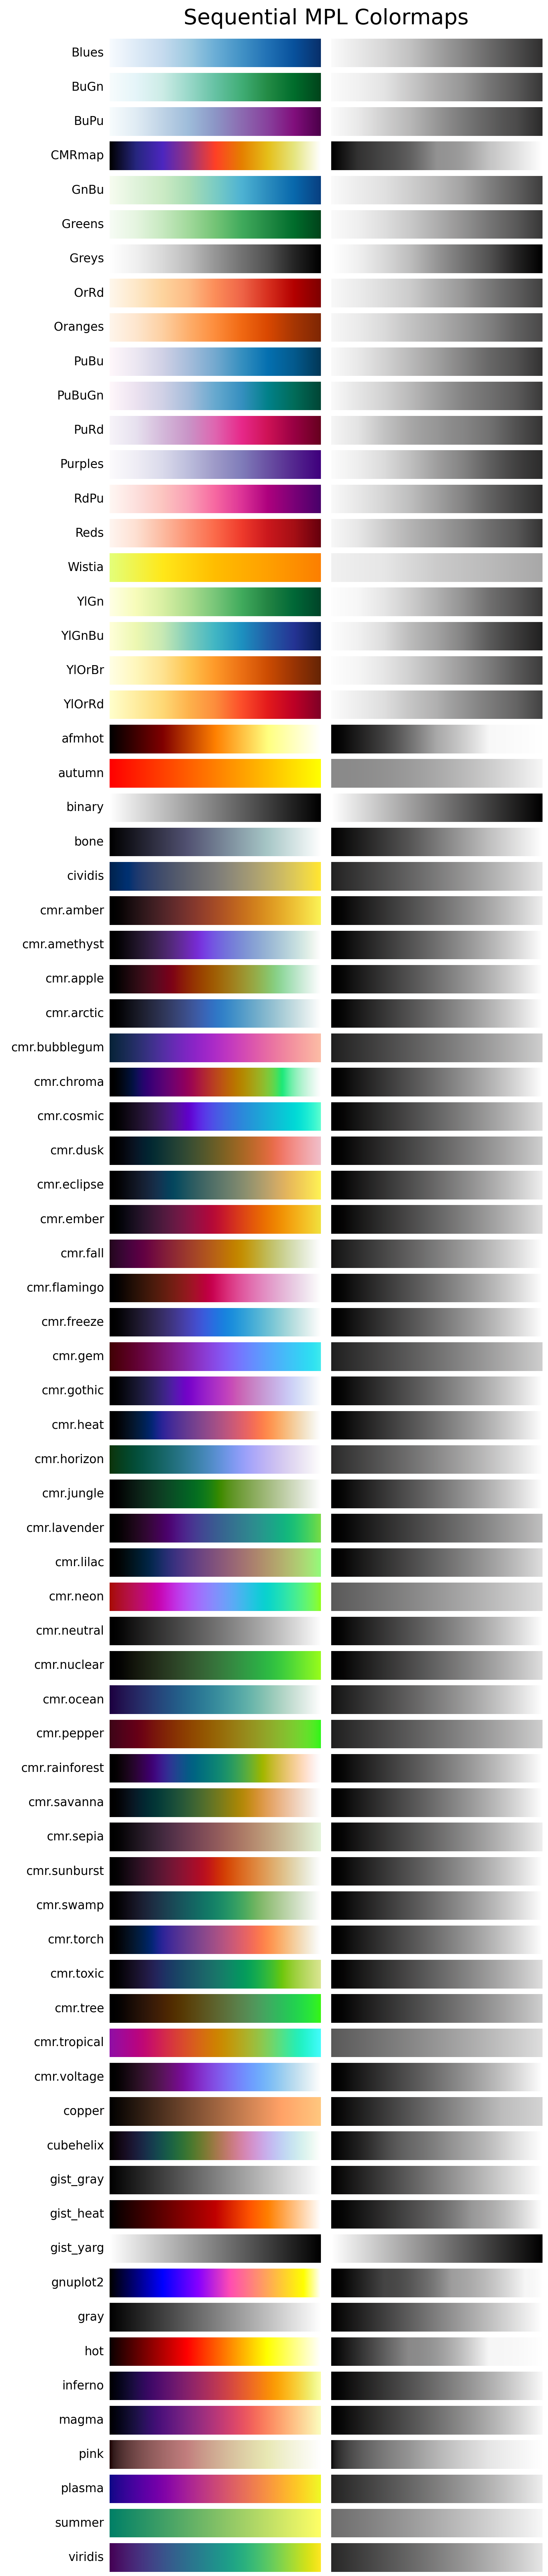 Sequential MPL Colormaps
Blues
BuGn
BuPu
CMRmap
GnBu
Greens
Greys
OrRd
Oranges
PuBu
PuBuGn
PuRd
Purples
RdPu
Reds
Wistia
YlGn
YlGnBu
YlOrBr
YlOrRd
afmhot
autumn
binary
bone
cividis
cmr.amber
cmr.amethyst
cmr.apple
cmr.arctic
cmr.bubblegum
cmr.chroma
cmr.cosmic
cmr.dusk
cmr.eclipse
cmr.ember
cmr.fall
cmr.flamingo
cmr.freeze
cmr.gem
cmr.gothic
cmr.heat
cmr.horizon
cmr.jungle
cmr.lavender
cmr.lilac
cmr.neon
cmr.neutral
cmr.nuclear
cmr.ocean
cmr.pepper
cmr.rainforest
cmr.savanna
cmr.sepia
cmr.sunburst
cmr.swamp
cmr.torch
cmr.toxic
cmr.tree
cmr.tropical
cmr.voltage
copper
cubehelix
gist_gray
gist_heat
gist_yarg
gnuplot2
gray
hot
inferno
magma
pink
plasma
summer
viridis